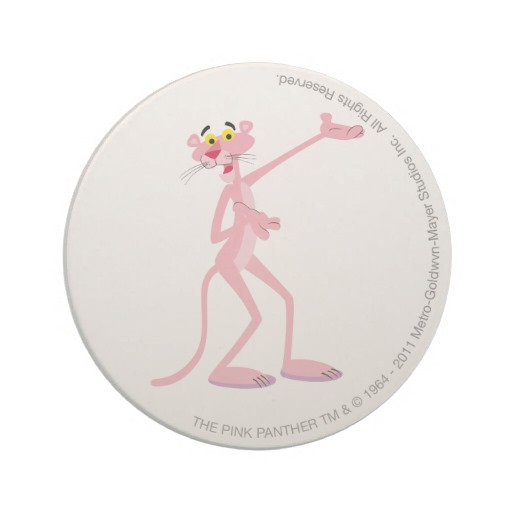 THE PINK PANTHER TM & © 1964 - 2011 Metro-Goldwyn-Mayer Studios Inc. All Rights Reserved.